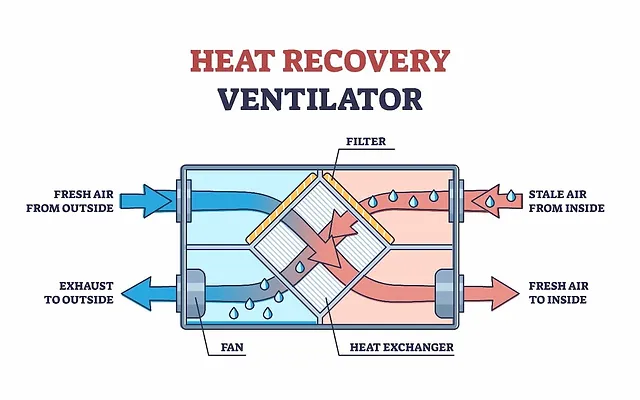 HEAT RECOVERY
VENTILATOR
FILTER
FRESH AIR
FROM OUTSIDE
STALE AIR
FROM INSIDE
EXHAUST
TO OUTSIDE
FRESH AIR
TO INSIDE
FAN
HEAT EXCHANGER